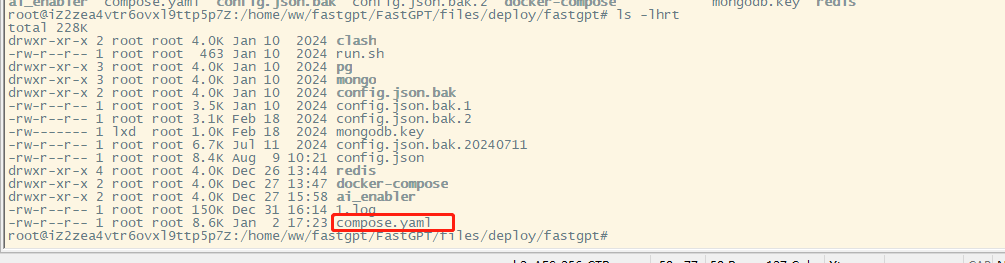 ai_enabler compose.yaml config.json.bak config.json.bak.2 docker-compose mongodb.key redis
root@iZ2zea4vtr6ovxl9ttp5p7Z:/home/ww/fastgpt/FastGPT/files/deploy/fastgpt# ls -lhrt
total 228K
drwxr-xr-x 2 root root 4.0K Jan 10  2024 clash
-rw-r--r-- 1 root root  463 Jan 10  2024 run.sh
drwxr-xr-x 3 root root 4.0K Jan 10  2024 pg
drwxr-xr-x 3 root root 4.0K Jan 10  2024 mongo
drwxr-xr-x 2 root root 4.0K Jan 10  2024 config.json.bak
-rw-r--r-- 1 root root 3.5K Jan 10  2024 config.json.bak.1
-rw-r--r-- 1 root root 3.1K Feb 18  2024 config.json.bak.2
-rw------- 1 lxd  root 1.0K Feb 18  2024 mongodb.key
-rw-r--r-- 1 root root 6.7K Jul 11  2024 config.json.bak.20240711
-rw-r--r-- 1 root root 8.4K Aug  9 10:21 config.json
drwxr-xr-x 4 root root 4.0K Dec 26 13:44 redis
drwxr-xr-x 2 root root 4.0K Dec 27 13:47 docker-compose
drwxr-xr-x 2 root root 4.0K Dec 27 15:58 ai_enabler
-rw-r--r-- 1 root root 150K Dec 31 16:14 1.log
-rw-r--r-- 1 root root 8.6K Jan  2 17:23 compose.yaml
root@iZ2zea4vtr6ovxl9ttp5p7Z:/home/ww/fastgpt/FastGPT/files/deploy/fastgpt#